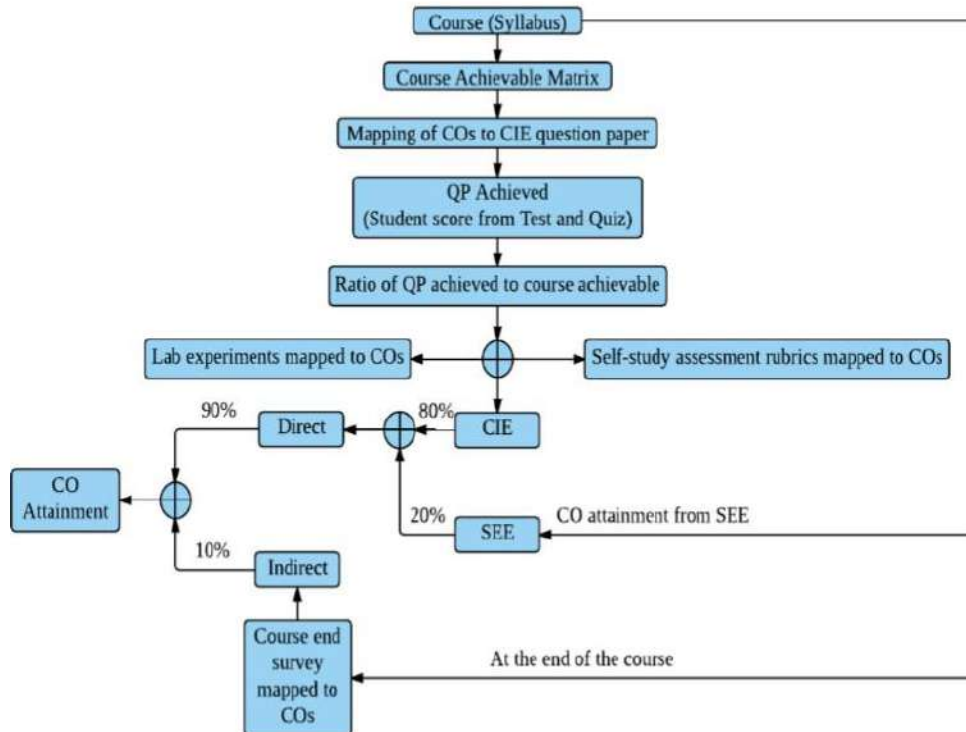 Course (Syllabus)
Course Achievable Matrix
Mapping of COs to CIE question paper
QP Achieved
(Student score from Test and Quiz)
Ratio of QP achieved to course achievable
Lab experiments mapped to COs
Self-study assessment rubrics mapped to COs
90%
Direct
80%
CIE
CO
Attainment
20%
SEE
CO attainment from SEE
10%
Indirect
Course end
survey
mapped to
COs
At the end of the course